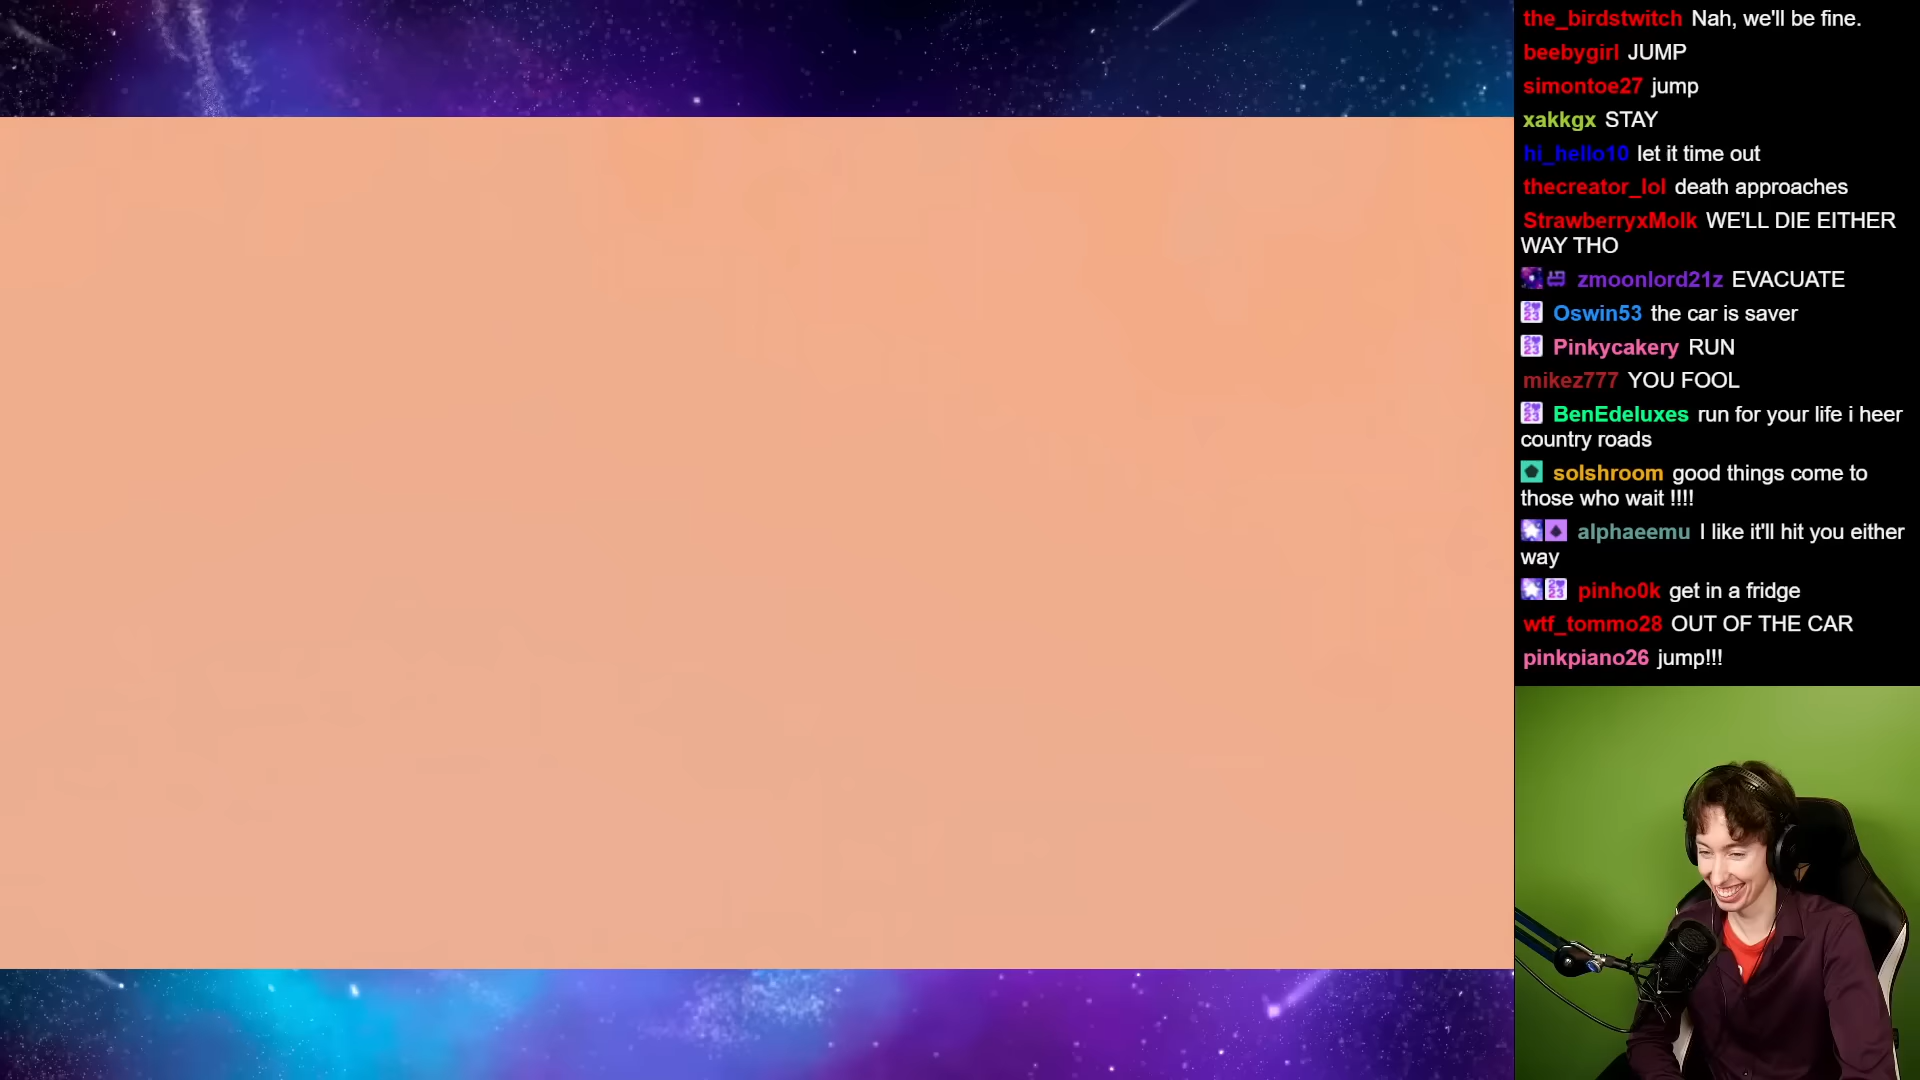 the_birdstwitch Nah, we'll be fine.
beebygirl JUMP
simontoe27 jump
xakkgx STAY
hi_hello10 let it time out
thecreator_lol death approaches
StrawberryxMolk WE'LL DIE EITHER
WAY THO
zmoonlord21z EVACUATE
Oswin53 the car is saver
Pinkycakery RUN
mikez777 YOU FOOL
BenEdeluxes run for your life i heer
country roads
solshroom good things come to
those who wait !!!!
alphaeemu I like it'll hit you either
way
pinho0k get in a fridge
wtf_tommo28 OUT OF THE CAR
pinkpiano26 jump!!!